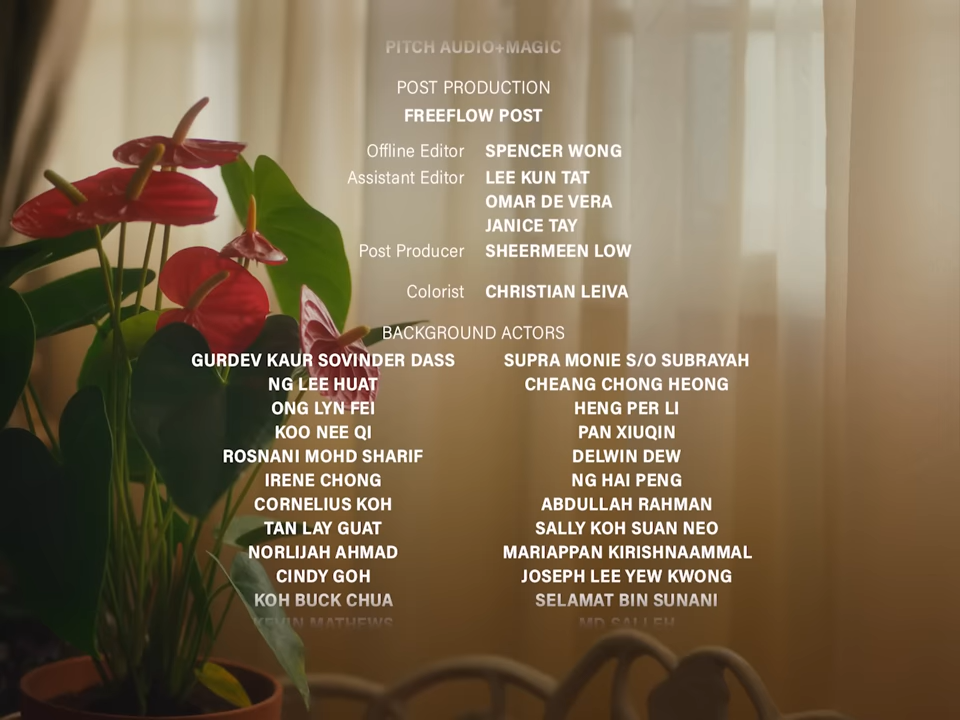 PITCH AUDIO+MAGIC
POST PRODUCTION
FREEFLOW POST
Offline Editor SPENCER WONG
Assistant Editor LEE KUN TAT
OMAR DE VERA
JANICE TAY
Post Producer SHEERMEEN LOW
Colorist CHRISTIAN LEIVA
BACKGROUND ACTORS
GURDEV KAUR SOVINDER DASS SUPRA MONIE S/O SUBRAYAH
NG LEE HUAT CHEANG CHONG HEONG
ONG LYN FEI HENG PER LI
KOO NEE QI PAN XIUQIN
ROSNANI MOHD SHARIF DELWIN DEW
IRENE CHONG NG HAI PENG
CORNELIUS KOH ABDULLAH RAHMAN
TAN LAY GUAT SALLY KOH SUAN NEO
NORLIJAH AHMAD MARIAPPAN KIRISHNAAMMAL
CINDY GOH JOSEPH LEE YEW KWONG
KOH BUCK CHUA SELAMAT BIN SUNANI
KEVIN MATHEWS MD SALLEH